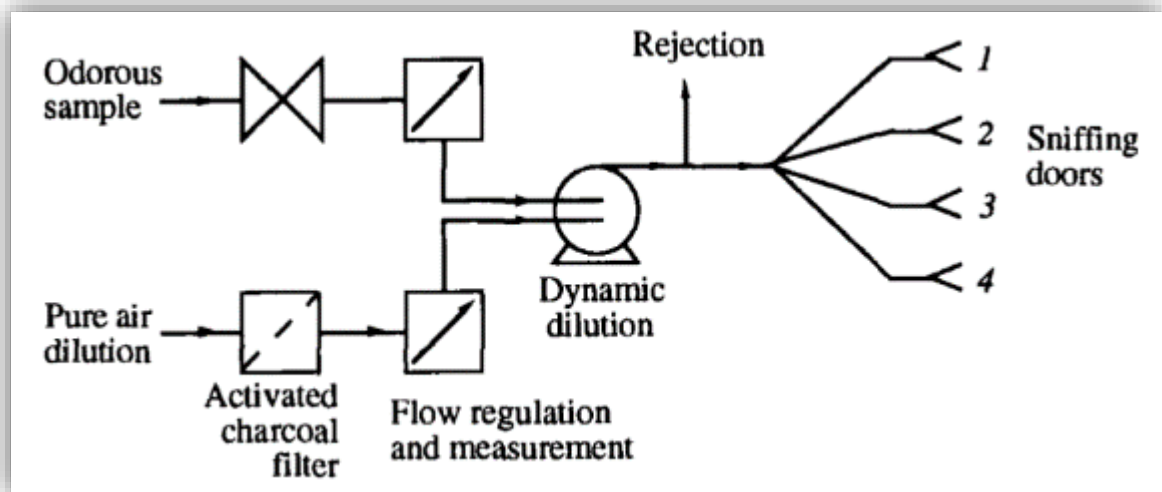 Rejection
Odorous
sample
1
2
Sniffing
doors
3
4
Dynamic
dilution
Pure air
dilution
Activated
charcoal
filter
Flow regulation
and measurement